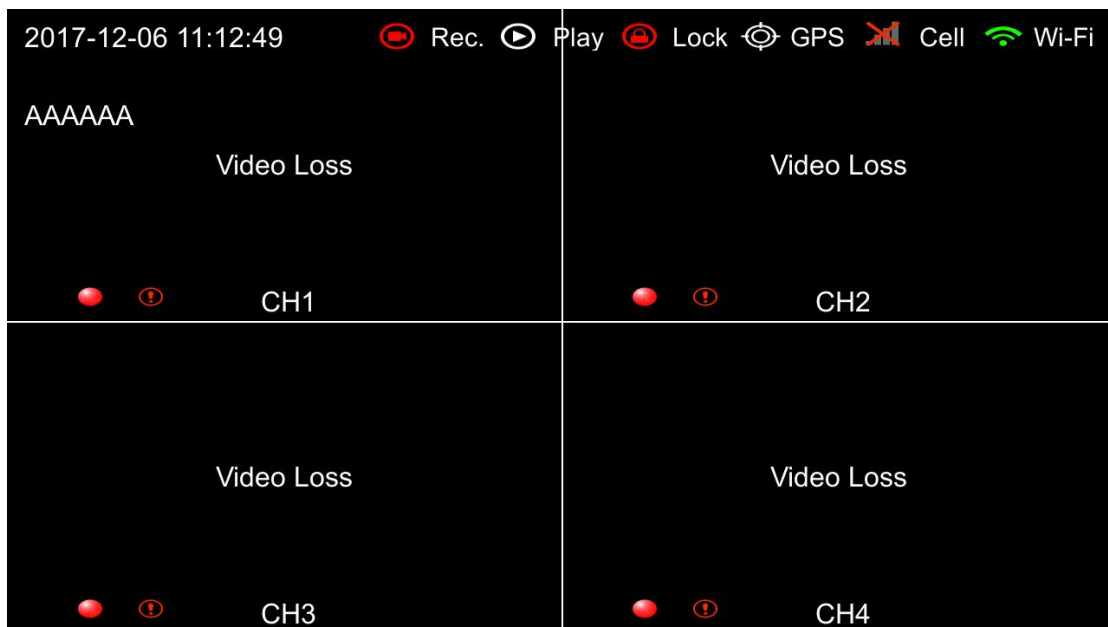 2017-12-06 11:12:49 Rec. Play Lock GPS Cell Wi-Fi
AAAAAA
Video Loss Video Loss
CH1 CH2
Video Loss Video Loss
CH3 CH4